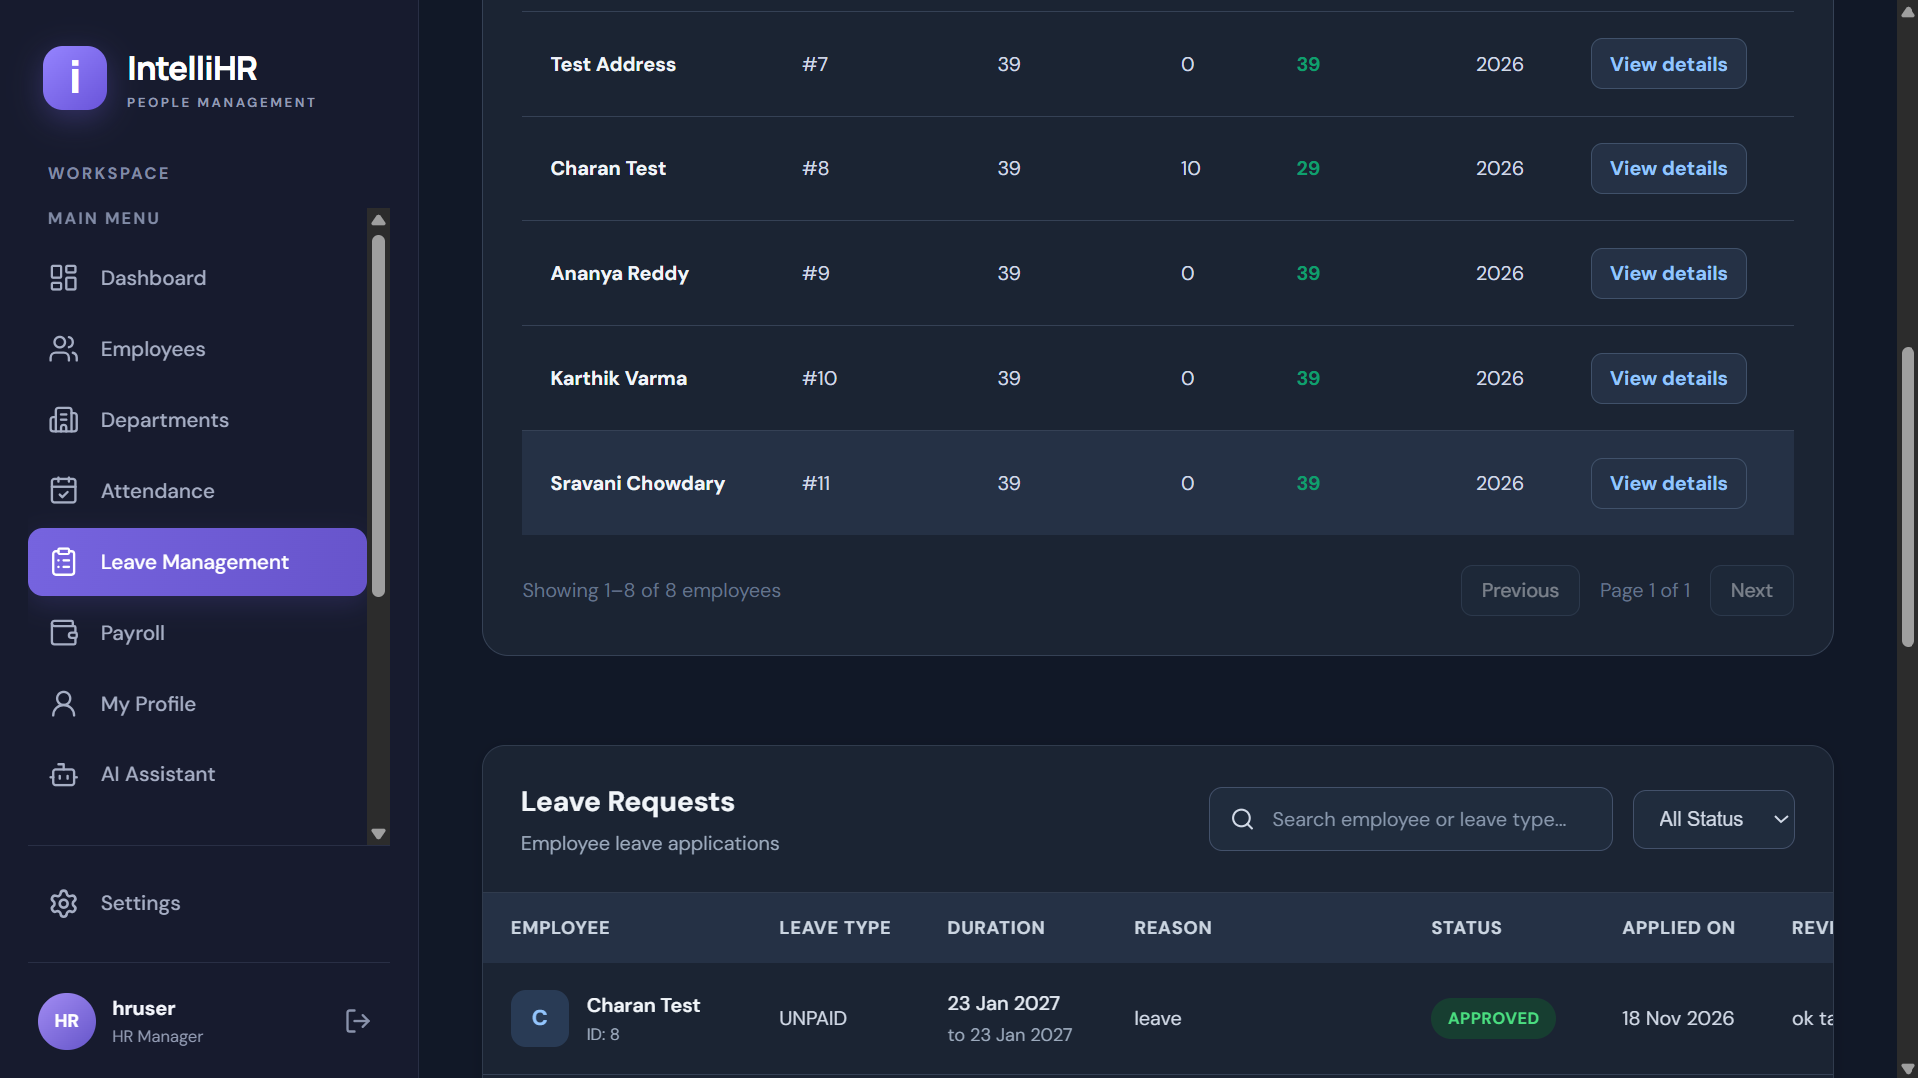 i
IntelliHR
PEOPLE MANAGEMENT
WORKSPACE
MAIN MENU
Dashboard
Employees
Departments
Attendance
Leave Management
Payroll
My Profile
AI Assistant
Settings
HR
hruser
HR Manager
Test Address #7 39 0 39 2026 View details
Charan Test #8 39 10 29 2026 View details
Ananya Reddy #9 39 0 39 2026 View details
Karthik Varma #10 39 0 39 2026 View details
Sravani Chowdary #11 39 0 39 2026 View details
Showing 1–8 of 8 employees Previous Page 1 of 1 Next
Leave Requests
Employee leave applications
Search employee or leave type...
All Status
EMPLOYEE LEAVE TYPE DURATION REASON STATUS APPLIED ON REVI
C Charan Test UNPAID 23 Jan 2027 leave APPROVED 18 Nov 2026 ok ta
ID: 8 to 23 Jan 2027